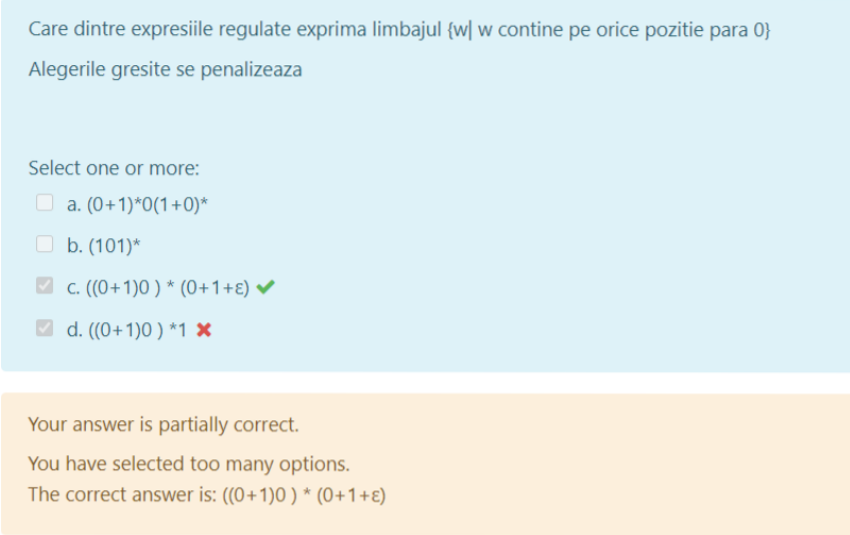 Care dintre expresiile regulate exprima limbajul {w| w contine pe orice pozitie para 0}
Alegerile gresite se penalizeaza
Select one or more:
a. (0+1)*0(1+0)*
b. (101)*
c. ((0+1)0 ) * (0+1+ε)
d. ((0+1)0 ) *1
Your answer is partially correct.
You have selected too many options.
The correct answer is: ((0+1)0 ) * (0+1+ε)